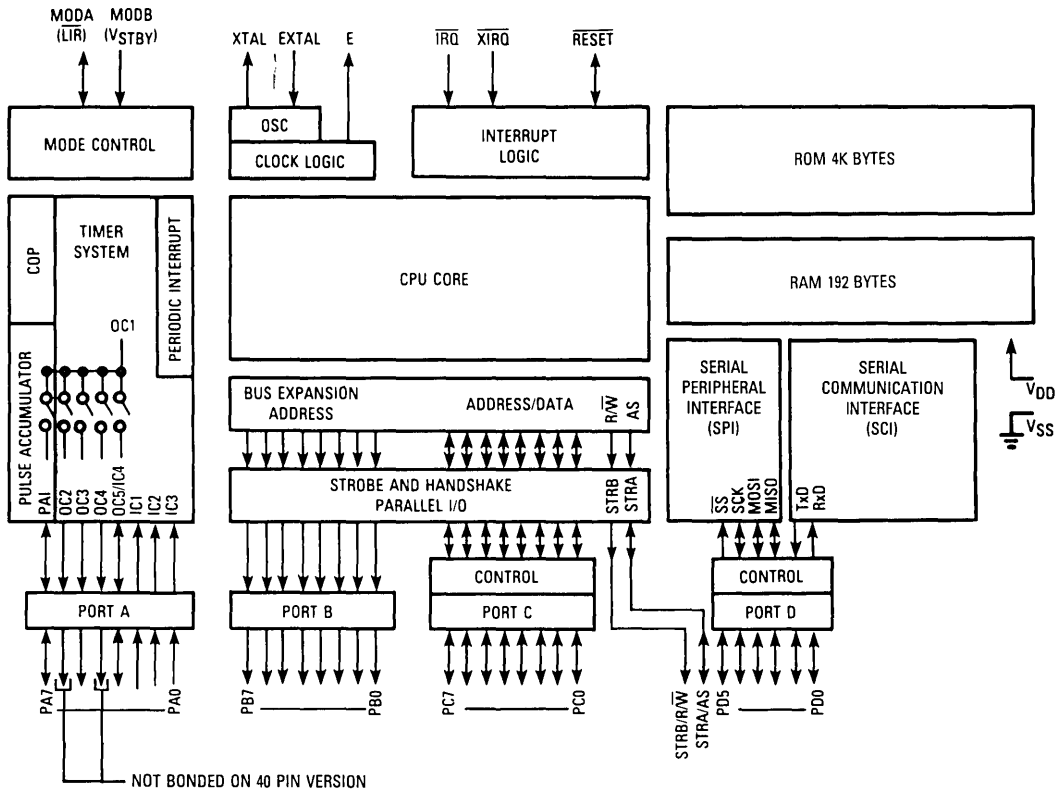 MODA
(LIR)
MODB
(VSTBY)
XTAL
EXTAL
E
IRQ
XIRQ
RESET
MODE CONTROL
OSC
CLOCK LOGIC
INTERRUPT
LOGIC
ROM 4K BYTES
COP
TIMER
SYSTEM
PERIODIC INTERRUPT
CPU CORE
RAM 192 BYTES
OC1
PULSE ACCUMULATOR
SERIAL
PERIPHERAL
INTERFACE
(SPI)
SERIAL
COMMUNICATION
INTERFACE
(SCI)
VDD
VSS
BUS EXPANSION
ADDRESS
ADDRESS/DATA
R/W
AS
PAI
OC2
OC3
OC4
OC5/IC4
IC1
IC2
IC3
STROBE AND HANDSHAKE
PARALLEL I/O
STRB
STRA
SS
SCK
MOSI
MISO
TxD
RxD
CONTROL
CONTROL
PORT A
PORT B
PORT C
PORT D
PA7
PA0
PB7
PB0
PC7
PC0
STRB/R/W
STRA/AS
PD5
PD0
NOT BONDED ON 40 PIN VERSION